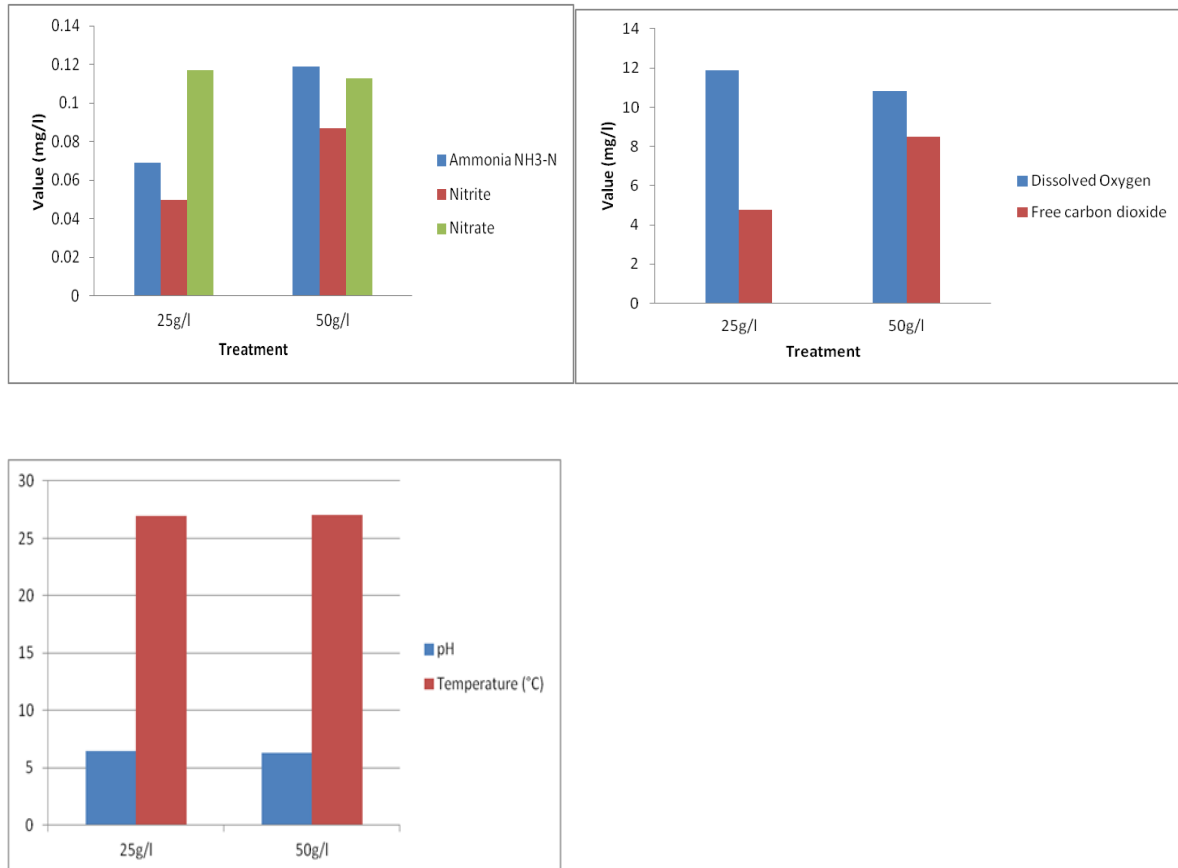 0.14
0.12
0.1
0.08
0.06
0.04
0.02
0
Value (mg/l)
25g/l
50g/l
Treatment
Ammonia NH3-N
Nitrite
Nitrate
14
12
10
8
6
4
2
0
Value (mg/l)
25g/l
50g/l
Treatment
Dissolved Oxygen
Free carbon dioxide
30
25
20
15
10
5
0
25g/l
50g/l
pH
Temperature (°C)